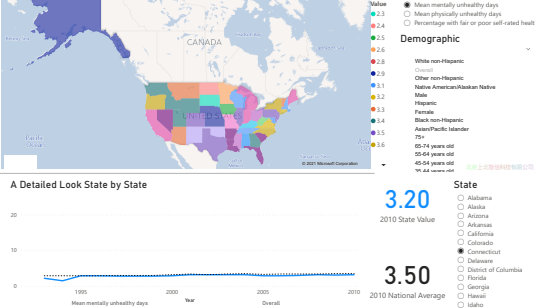 Value
2.3
2.4
2.5
2.6
2.8
2.9
3.1
3.2
3.3
3.4
3.5
3.6
CANADA
UNITED STATES
Pacific
© 2021 Microsoft Corporation
Mean mentally unhealthy days
Mean physically unhealthy days
Percentage with fair or poor self-rated healt
Demographic
White non-Hispanic
Overall
Other non-Hispanic
Native American/Alaskan Native
Male
Hispanic
Female
Black non-Hispanic
Asian/Pacific Islander
75+
65-74 years old
55-64 years old
45-54 years old
35-44 years old
A Detailed Look State by State
20
10
0
1995
2000
2005
2010
Year
Mean mentally unhealthy days
Overall
3.20
2010 State Value
3.50
2010 National Average
State
Alabama
Alaska
Arizona
Arkansas
California
Colorado
Connecticut
Delaware
District of Columbia
Florida
Georgia
Hawaii
Idaho